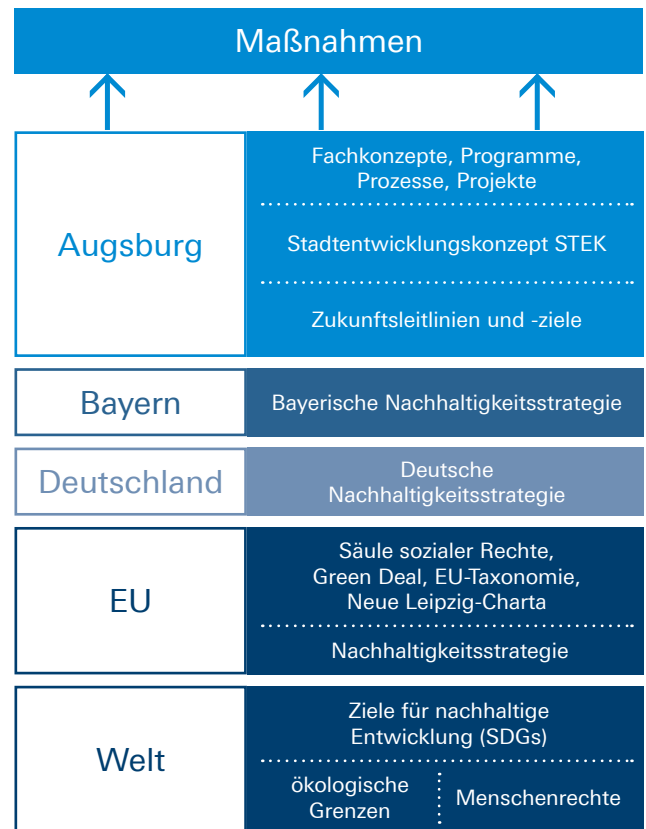 Maßnahmen
Augsburg
Fachkonzepte, Programme,
Prozesse, Projekte
Stadtentwicklungskonzept STEK
Zukunftsleitlinien und -ziele
Bayern
Bayerische Nachhaltigkeitsstrategie
Deutschland
Deutsche
Nachhaltigkeitsstrategie
EU
Säule sozialer Rechte,
Green Deal, EU-Taxonomie,
Neue Leipzig-Charta
Nachhaltigkeitsstrategie
Welt
Ziele für nachhaltige
Entwicklung (SDGs)
ökologische
Grenzen
Menschenrechte